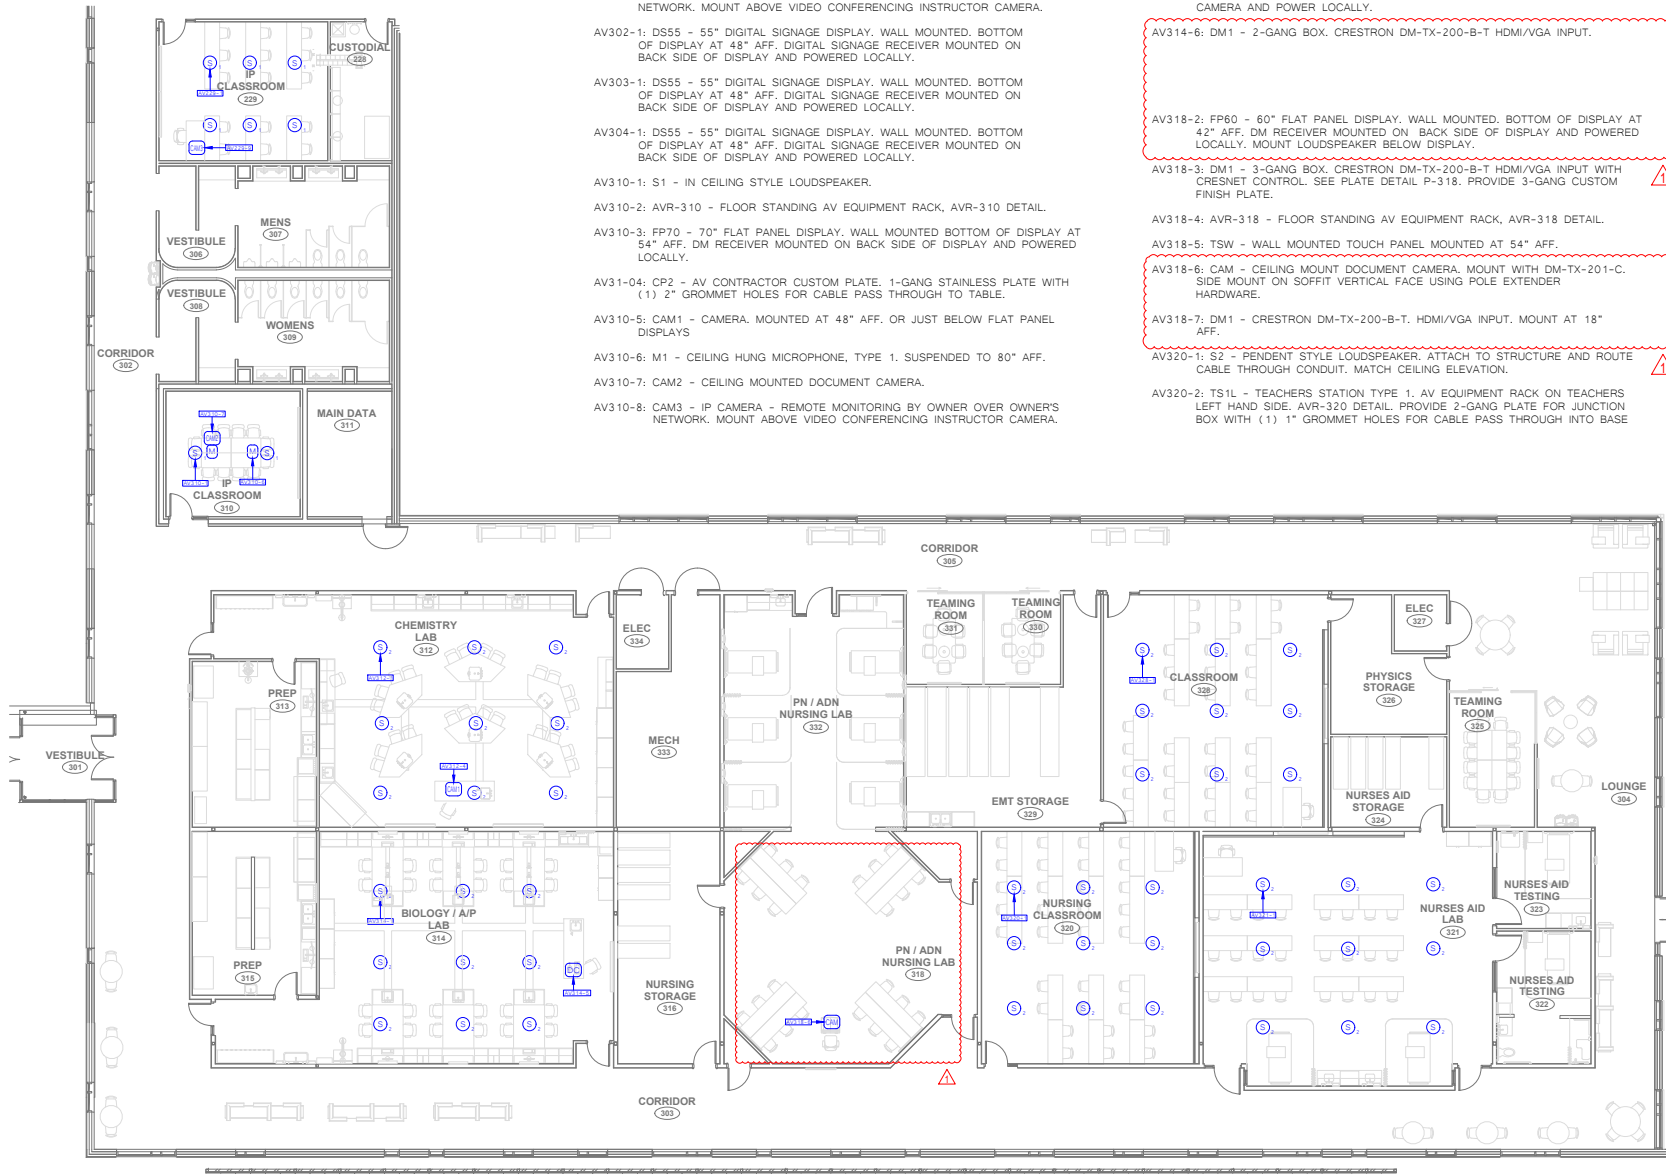 NETWORK. MOUNT ABOVE VIDEO CONFERENCING INSTRUCTOR CAMERA.
AV302-1: DS55 - 55" DIGITAL SIGNAGE DISPLAY. WALL MOUNTED. BOTTOM
OF DISPLAY AT 48" AFF. DIGITAL SIGNAGE RECEIVER MOUNTED ON
BACK SIDE OF DISPLAY AND POWERED LOCALLY.
AV303-1: DS55 - 55" DIGITAL SIGNAGE DISPLAY. WALL MOUNTED. BOTTOM
OF DISPLAY AT 48" AFF. DIGITAL SIGNAGE RECEIVER MOUNTED ON
BACK SIDE OF DISPLAY AND POWERED LOCALLY.
AV304-1: DS55 - 55" DIGITAL SIGNAGE DISPLAY. WALL MOUNTED. BOTTOM
OF DISPLAY AT 48" AFF. DIGITAL SIGNAGE RECEIVER MOUNTED ON
BACK SIDE OF DISPLAY AND POWERED LOCALLY.
AV310-1: S1 - IN CEILING STYLE LOUDSPEAKER.
AV310-2: AVR-310 - FLOOR STANDING AV EQUIPMENT RACK, AVR-310 DETAIL.
AV310-3: FP70 - 70" FLAT PANEL DISPLAY. WALL MOUNTED BOTTOM OF DISPLAY AT
54" AFF. DM RECEIVER MOUNTED ON BACK SIDE OF DISPLAY AND POWERED
LOCALLY.
AV31-04: CP2 - AV CONTRACTOR CUSTOM PLATE. 1-GANG STAINLESS PLATE WITH
(1) 2" GROMMET HOLES FOR CABLE PASS THROUGH TO TABLE.
AV310-5: CAM1 - CAMERA. MOUNTED AT 48" AFF. OR JUST BELOW FLAT PANEL
DISPLAYS
AV310-6: M1 - CEILING HUNG MICROPHONE, TYPE 1. SUSPENDED TO 80" AFF.
AV310-7: CAM2 - CEILING MOUNTED DOCUMENT CAMERA.
AV310-8: CAM3 - IP CAMERA - REMOTE MONITORING BY OWNER OVER OWNER'S
NETWORK. MOUNT ABOVE VIDEO CONFERENCING INSTRUCTOR CAMERA.
CAMERA AND POWER LOCALLY.
AV314-6: DM1 - 2-GANG BOX. CRESTRON DM-TX-200-B-T HDMI/VGA INPUT.
AV318-2: FP60 - 60" FLAT PANEL DISPLAY. WALL MOUNTED. BOTTOM OF DISPLAY AT
42" AFF. DM RECEIVER MOUNTED ON BACK SIDE OF DISPLAY AND POWERED
LOCALLY. MOUNT LOUDSPEAKER BELOW DISPLAY.
AV318-3: DM1 - 3-GANG BOX. CRESTRON DM-TX-200-B-T HDMI/VGA INPUT WITH
CRESNET CONTROL. SEE PLATE DETAIL P-318. PROVIDE 3-GANG CUSTOM
FINISH PLATE.
1
AV318-4: AVR-318 - FLOOR STANDING AV EQUIPMENT RACK, AVR-318 DETAIL.
AV318-5: TSW - WALL MOUNTED TOUCH PANEL MOUNTED AT 54" AFF.
AV318-6: CAM - CEILING MOUNT DOCUMENT CAMERA. MOUNT WITH DM-TX-201-C.
SIDE MOUNT ON SOFFIT VERTICAL FACE USING POLE EXTENDER
HARDWARE.
AV318-7: DM1 - CRESTRON DM-TX-200-B-T. HDMI/VGA INPUT. MOUNT AT 18"
AFF.
AV320-1: S2 - PENDENT STYLE LOUDSPEAKER. ATTACH TO STRUCTURE AND ROUTE
CABLE THROUGH CONDUIT. MATCH CEILING ELEVATION.
1
AV320-2: TS1L - TEACHERS STATION TYPE 1. AV EQUIPMENT RACK ON TEACHERS
LEFT HAND SIDE. AVR-320 DETAIL. PROVIDE 2-GANG PLATE FOR JUNCTION
BOX WITH (1) 1" GROMMET HOLES FOR CABLE PASS THROUGH INTO BASE
CUSTODIAL
228
IP
CLASSROOM
229
CAM3
MENS
307
VESTIBULE
306
VESTIBULE
308
WOMENS
309
CORRIDOR
302
MAIN DATA
311
CAM2
M
M
IP
CLASSROOM
310
CORRIDOR
305
CHEMISTRY
LAB
312
ELEC
334
TEAMING
ROOM
331
TEAMING
ROOM
330
ELEC
327
PREP
313
PN / ADN
NURSING LAB
332
CLASSROOM
328
PHYSICS
STORAGE
326
TEAMING
ROOM
325
MECH
333
VESTIBULE
301
AV312-4
CAM1
EMT STORAGE
329
NURSES AID
STORAGE
324
LOUNGE
304
BIOLOGY / A/P
LAB
314
PREP
315
DC
AV314-5
NURSING
STORAGE
316
PN / ADN
NURSING LAB
318
CAM
NURSING
CLASSROOM
320
AV320-1
AV321-1
NURSES AID
LAB
321
NURSES AID
TESTING
323
NURSES AID
TESTING
322
1
CORRIDOR
303